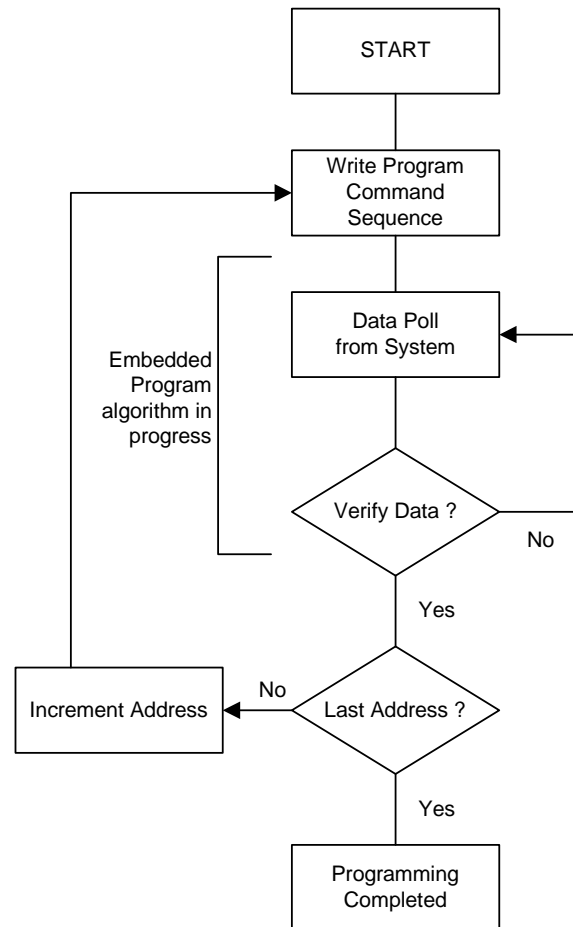 START
Write Program
Command
Sequence
Data Poll
from System
Embedded
Program
algorithm in
progress
Verify Data ?
No
Yes
No
Increment Address
Last Address ?
Yes
Programming
Completed